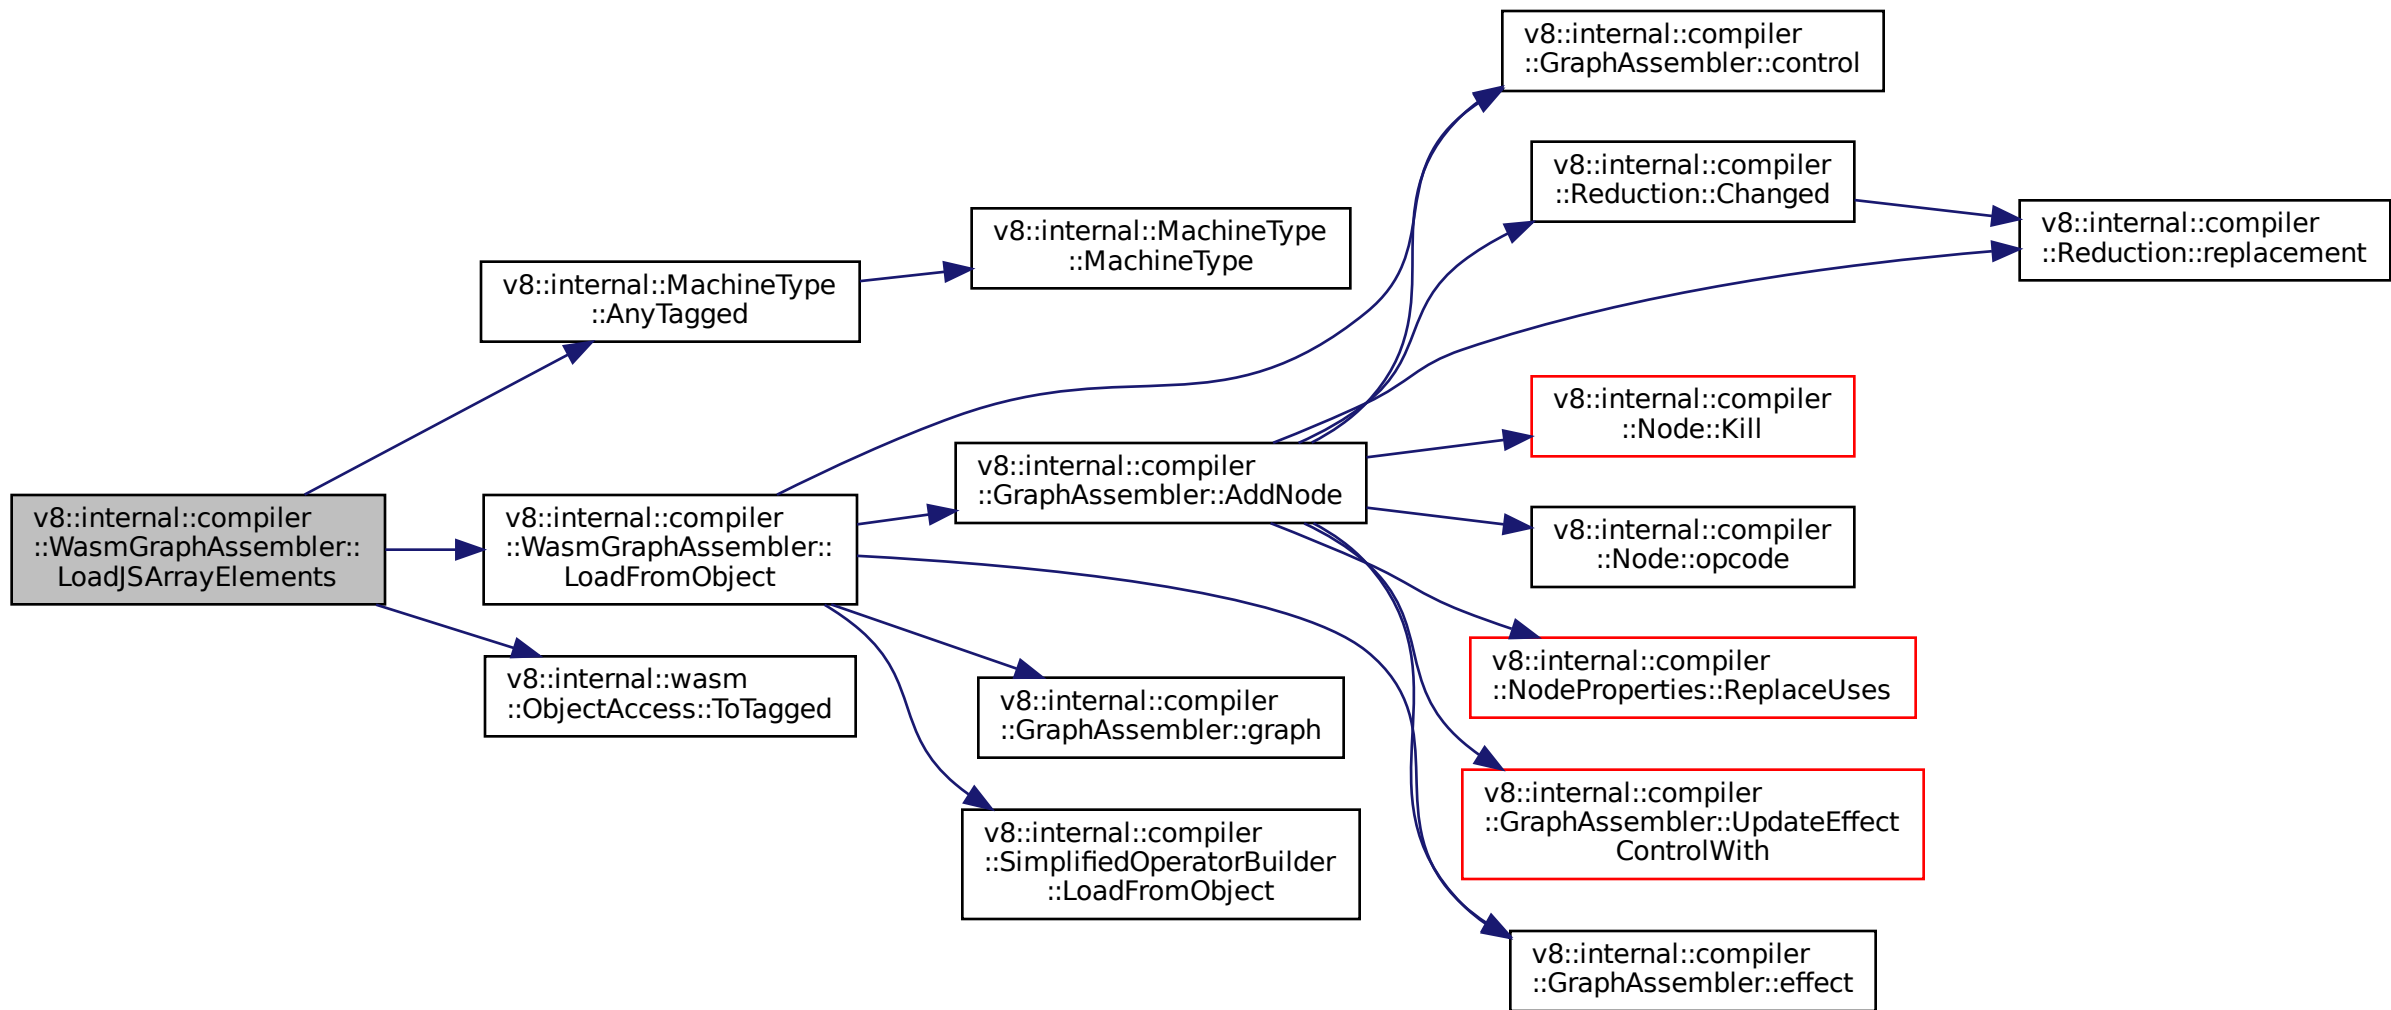 v8::internal::compiler
::WasmGraphAssembler::
LoadJSArrayElements
v8::internal::MachineType
::AnyTagged
v8::internal::compiler
::WasmGraphAssembler::
LoadFromObject
v8::internal::wasm
::ObjectAccess::ToTagged
v8::internal::MachineType
::MachineType
v8::internal::compiler
::GraphAssembler::AddNode
v8::internal::compiler
::GraphAssembler::graph
v8::internal::compiler
::SimplifiedOperatorBuilder
::LoadFromObject
v8::internal::compiler
::GraphAssembler::control
v8::internal::compiler
::Reduction::Changed
v8::internal::compiler
::Node::Kill
v8::internal::compiler
::Node::opcode
v8::internal::compiler
::NodeProperties::ReplaceUses
v8::internal::compiler
::GraphAssembler::UpdateEffect
ControlWith
v8::internal::compiler
::GraphAssembler::effect
v8::internal::compiler
::Reduction::replacement